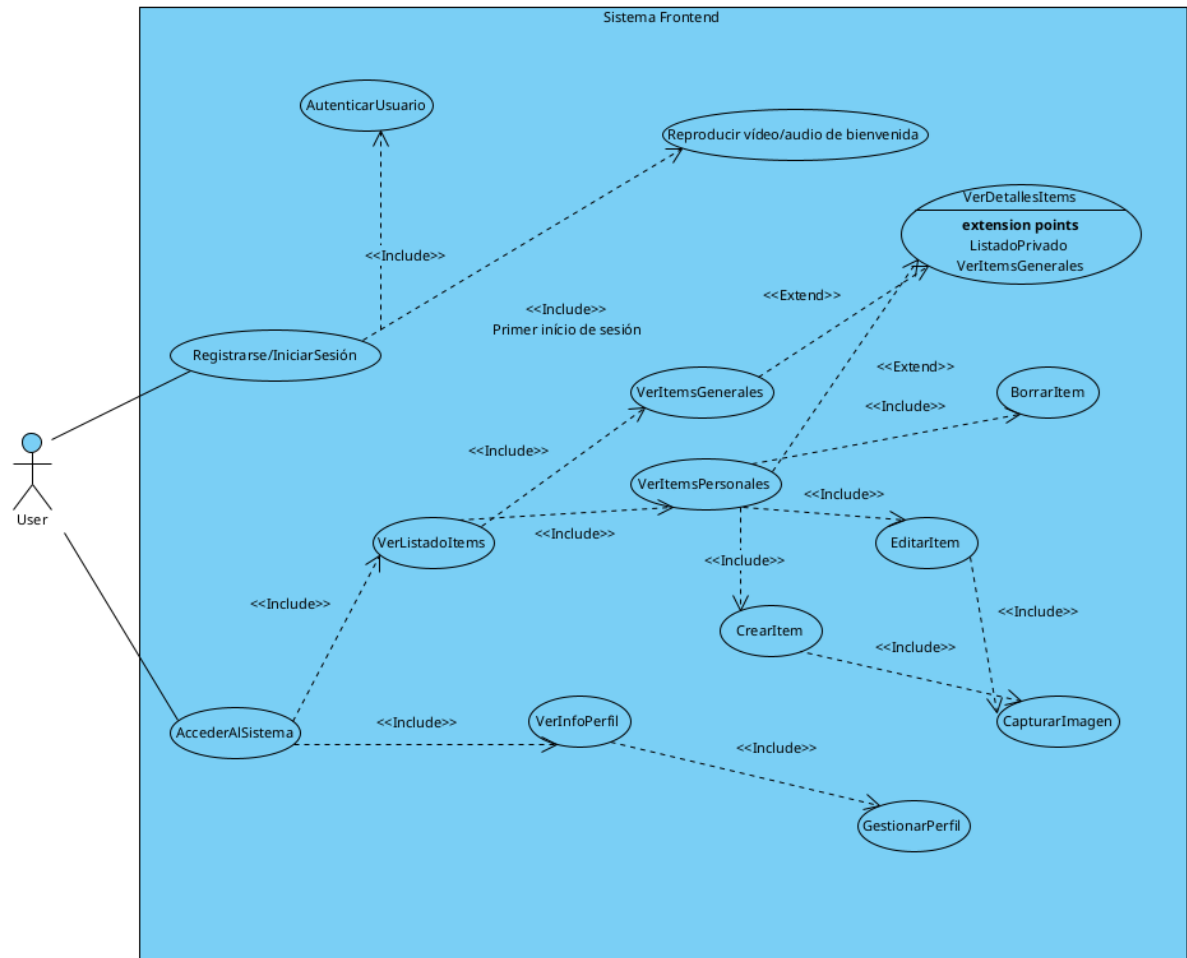 Sistema Frontend
AutenticarUsuario
Reproducir vídeo/audio de bienvenida
VerDetallesItems
extension points
ListadoPrivado
VerItemsGenerales
<<Include>>
<<Extend>>
<<Include>>
Primer início de sesión
Registrarse/IniciarSesión
<<Extend>>
VerItemsGenerales
BorrarItem
<<Include>>
<<Include>>
VerItemsPersonales
<<Include>>
User
VerListadoItems
<<Include>>
EditarItem
<<Include>>
<<Include>>
<<Include>>
CrearItem
<<Include>>
AccederAlSistema
<<Include>>
VerInfoPerfil
CapturarImagen
<<Include>>
GestionarPerfil